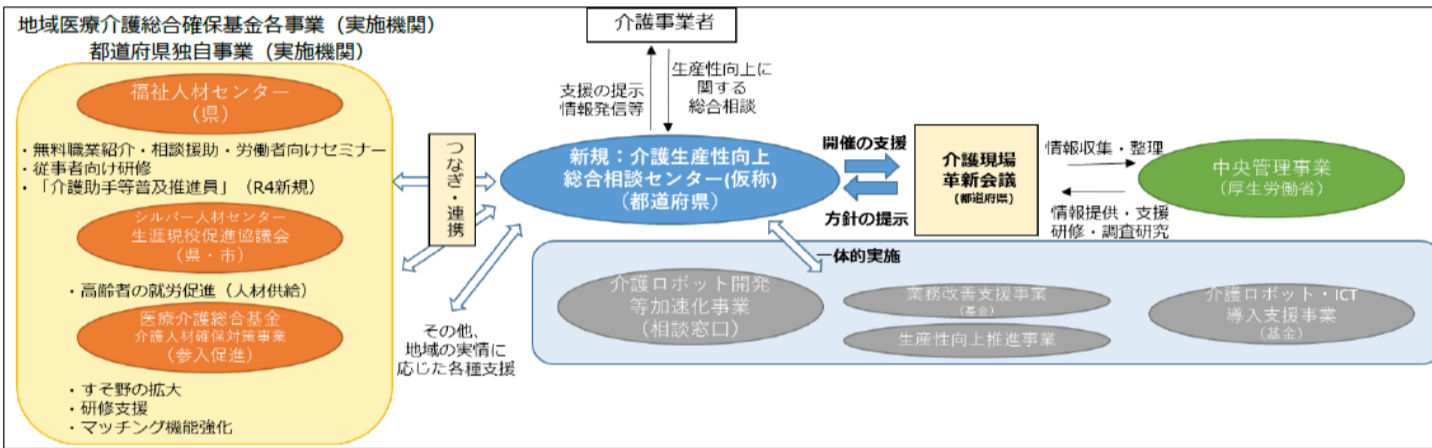 地域医療介護総合確保基金各事業（実施機関）
都道府県独自事業（実施機関）
福祉人材センター
（県）
・無料職業紹介・相談援助・労働者向けセミナー
・従事者向け研修
・「介護助手等普及推進員」（R4新規）
シルバー人材センター
生涯現役促進協議会
（県・市）
・高齢者の就労促進（人材供給）
医療介護総合基金
介護人材確保対策事業
（参入促進）
・すそ野の拡大
・研修支援
・マッチング機能強化
つなぎ・連携
介護事業者
支援の提示
情報発信等
生産性向上に
関する
総合相談
新規：介護生産性向上
総合相談センター(仮称)
（都道府県）
その他、
地域の実情に
応じた各種支援
開催の支援
方針の提示
介護現場
革新会議
(都道府県)
情報収集・整理
情報提供・支援
研修・調査研究
中央管理事業
（厚生労働省）
一体的実施
介護ロボット開発
等加速化事業
（相談窓口）
業務改善支援事業
（基金）
生産性向上推進事業
介護ロボット・ICT
導入支援事業
（基金）